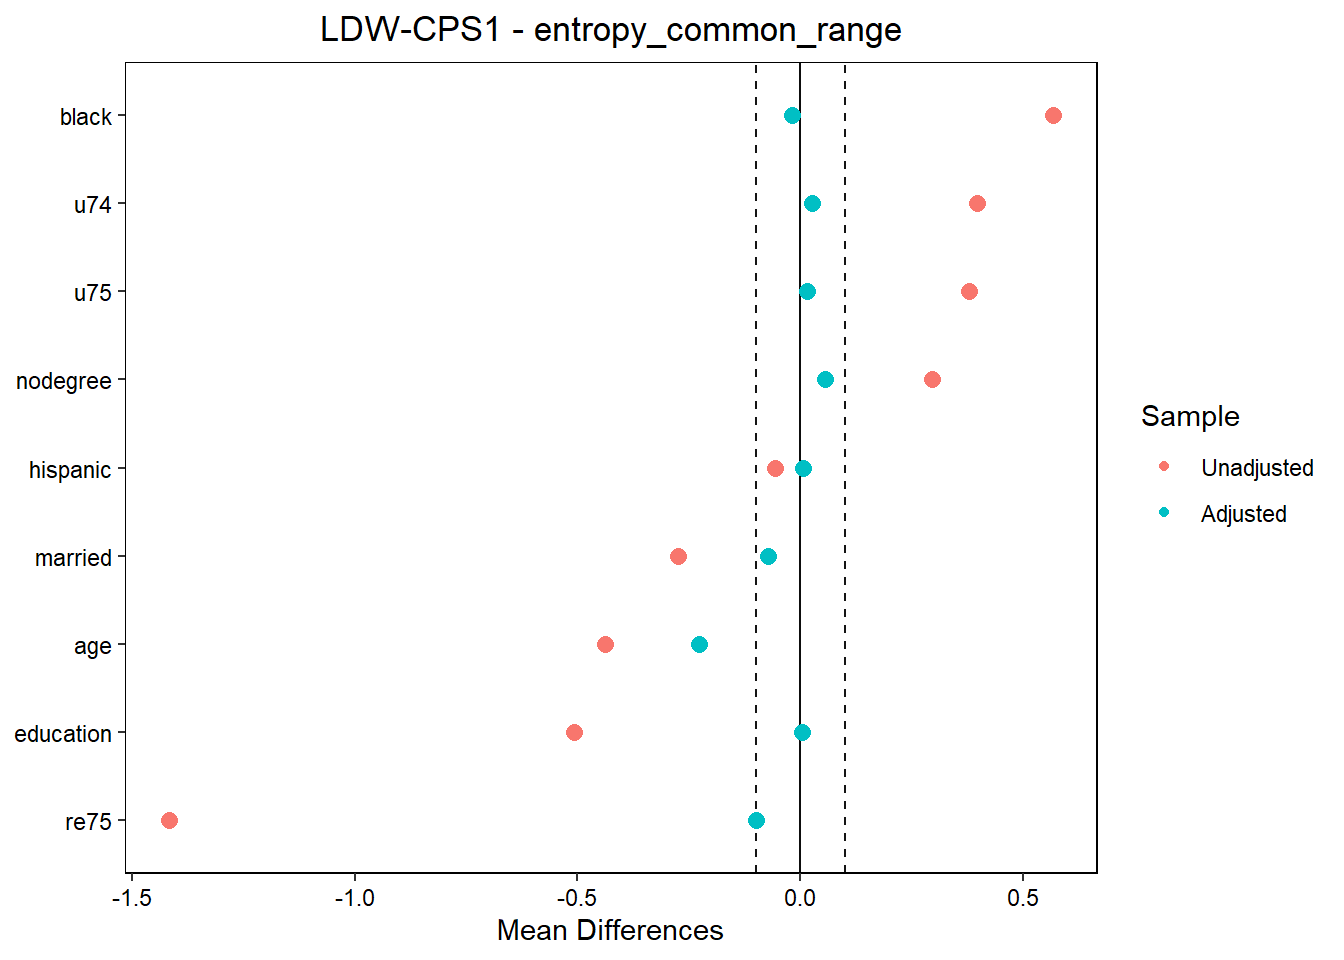 LDW-CPS1 - entropy_common_range
black
u74
u75
nodegree
hispanic
married
age
education
re75
-1.5 -1.0 -0.5 0.0 0.5
Mean Differences
Sample
Unadjusted
Adjusted